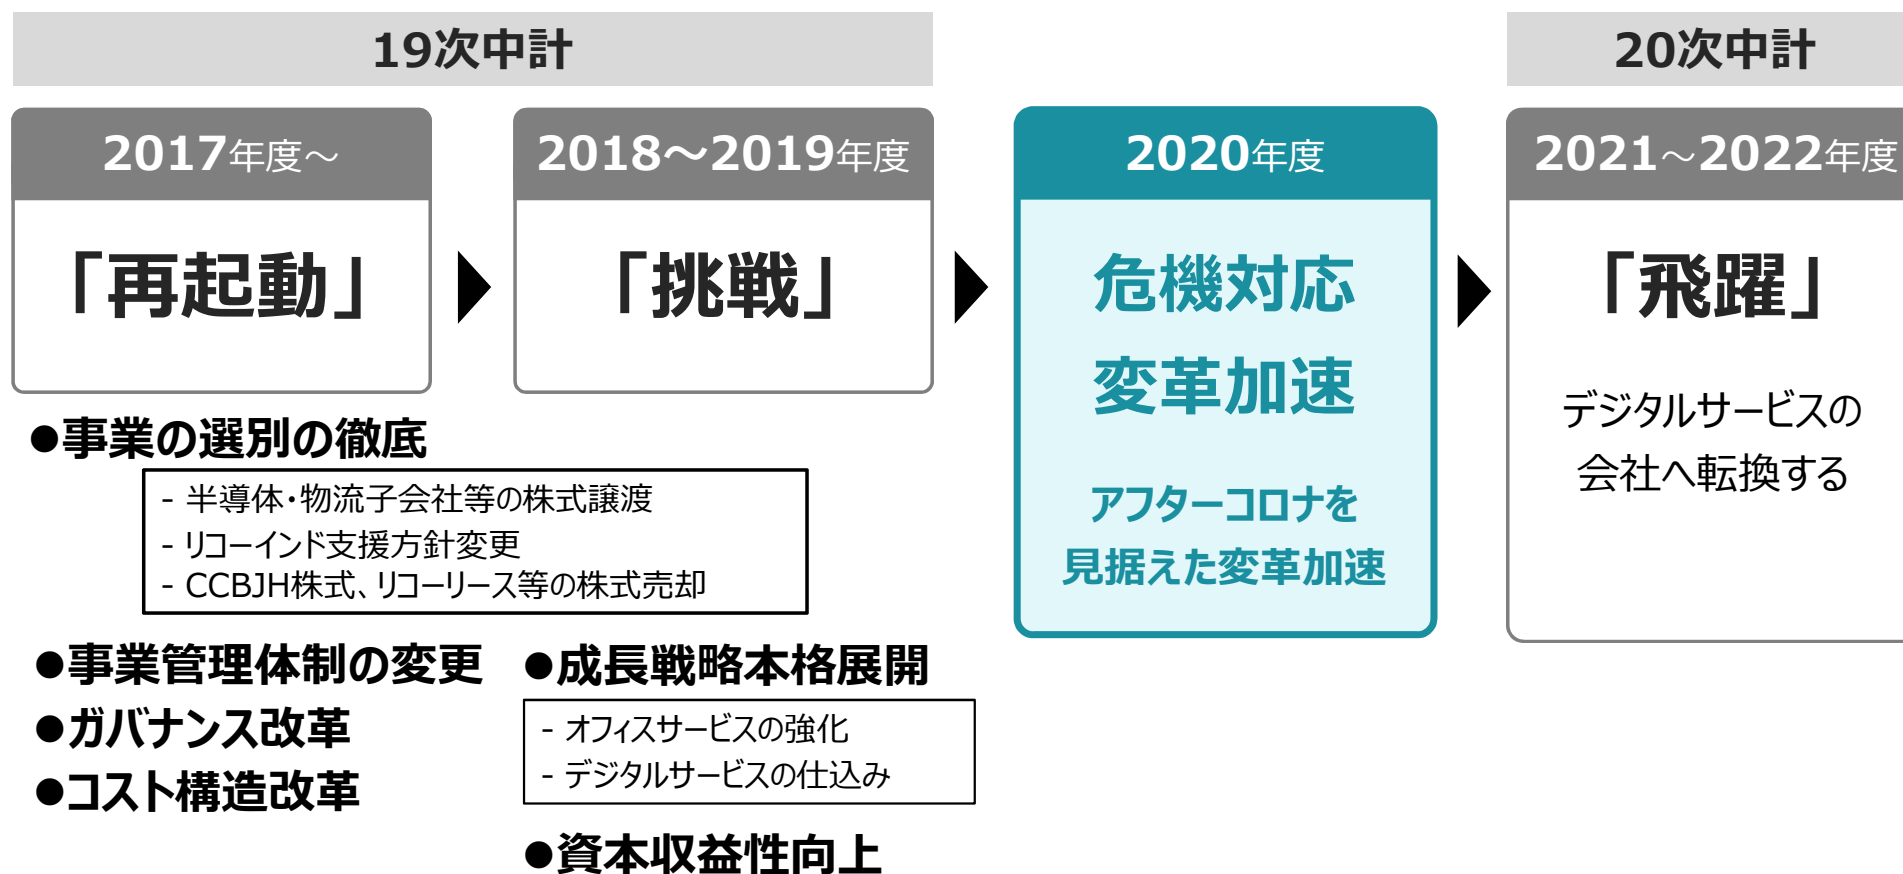 19次中計
20次中計
2017年度～
「再起動」
2018～2019年度
「挑戦」
2020年度
危機対応
変革加速
アフターコロナを
見据えた変革加速
2021～2022年度
「飛躍」
デジタルサービスの
会社へ転換する
●事業の選別の徹底
- 半導体・物流子会社等の株式譲渡
- リコーインド支援方針変更
- CCBJH株式、リコーリース等の株式売却
●事業管理体制の変更
●ガバナンス改革
●コスト構造改革
●成長戦略本格展開
- オフィスサービスの強化
- デジタルサービスの仕込み
●資本収益性向上